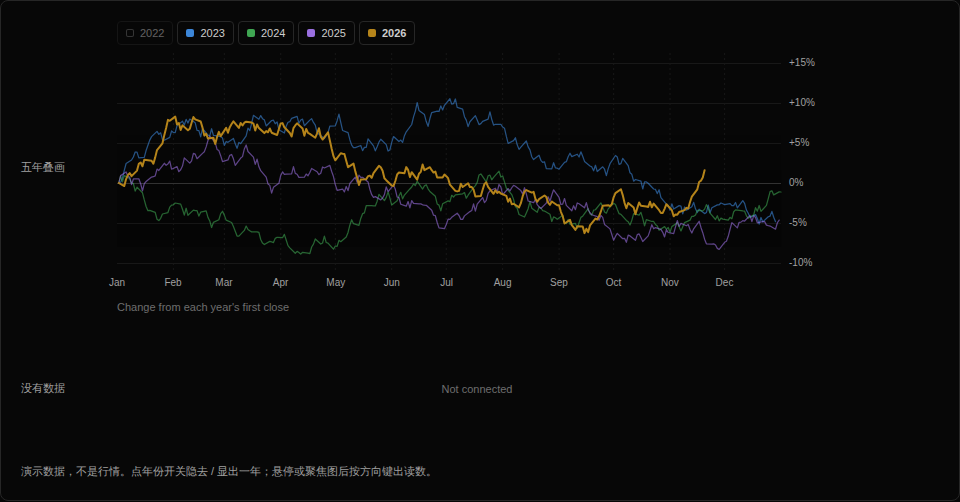 2022 2023 2024 2025 2026
+15%
+10%
+5%
五年叠画
0%
-5%
-10%
Jan Feb Mar Apr May Jun Jul Aug Sep Oct Nov Dec
Change from each year's first close
没有数据
Not connected
演示数据，不是行情。点年份开关隐去 / 显出一年；悬停或聚焦图后按方向键出读数。